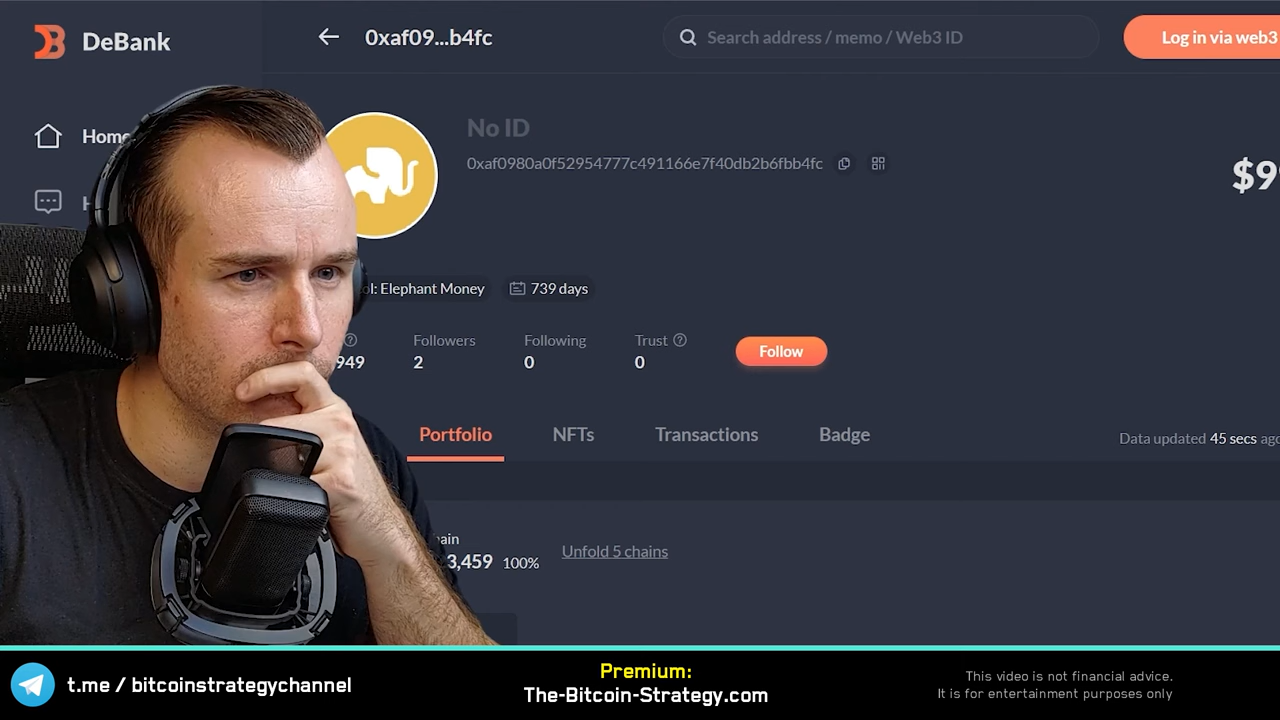 DeBank
0xaf09...b4fc
Search address / memo / Web3 ID
Log in via web3
Home
No ID
0xaf0980a0f52954777c491166e7f40db2b6fbb4fc
$9
Elephant Money
739 days
Followers
Following
Trust
949
2
0
0
Follow
Portfolio
NFTs
Transactions
Badge
Data updated 45 secs ago
3,459 100%
Unfold 5 chains
t.me / bitcoinstrategychannel
Premium:
The-Bitcoin-Strategy.com
This video is not financial advice.
It is for entertainment purposes only